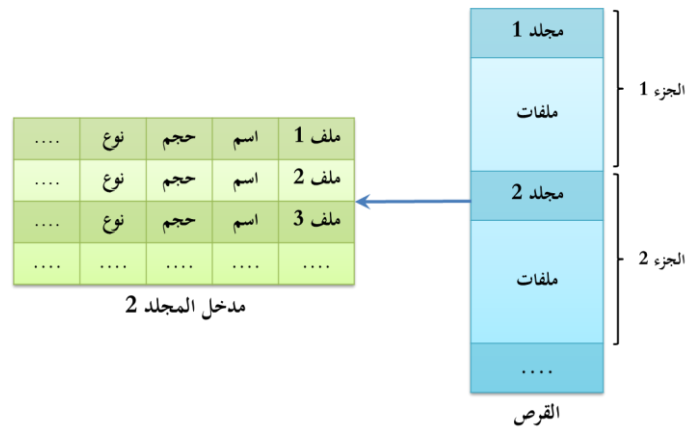 مجلد 1
ملفات
الجزء 1
مجلد 2
ملفات
الجزء 2
....
القرص
ملف 1 اسم حجم نوع ....
ملف 2 اسم حجم نوع ....
ملف 3 اسم حجم نوع ....
.... .... .... .... ....
مدخل المجلد 2